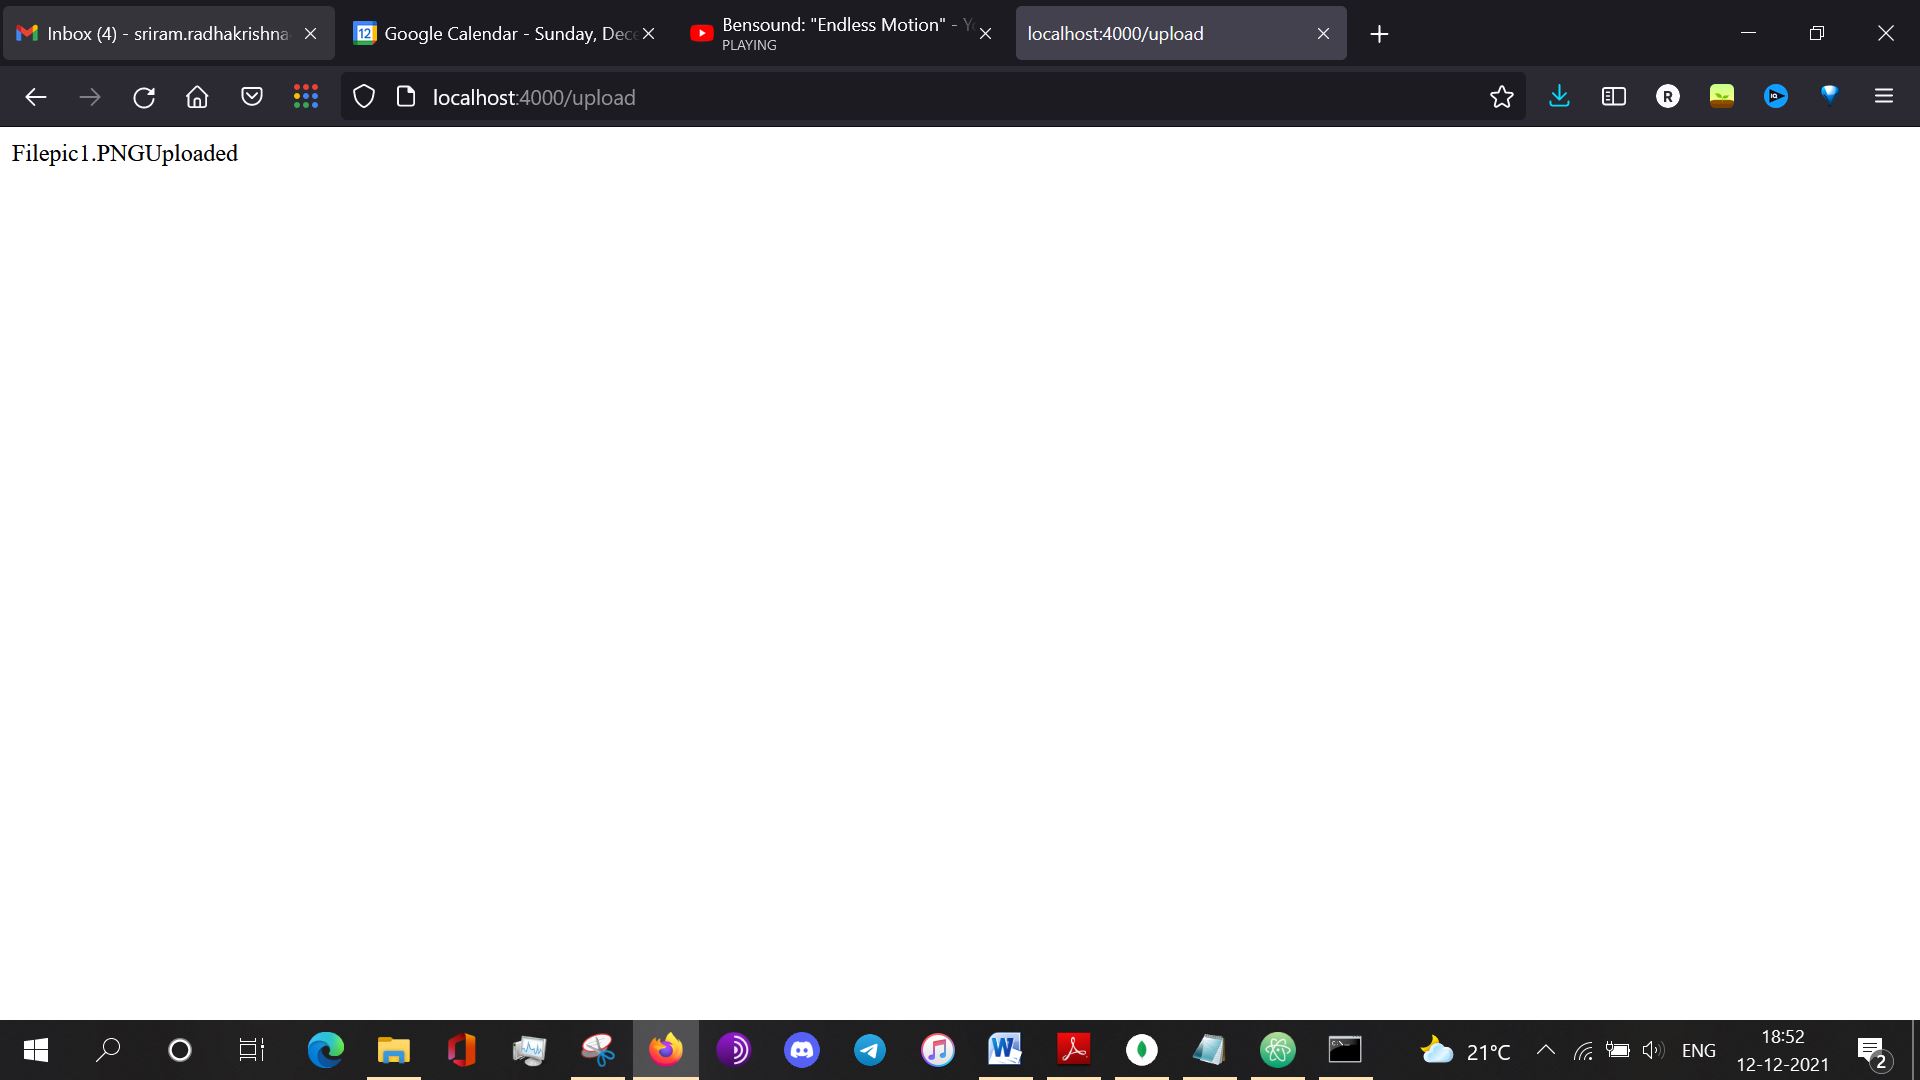 Inbox (4) - sriram.radhakrishna
Google Calendar - Sunday, Dec
Bensound: "Endless Motion" - Y
PLAYING
localhost:4000/upload
localhost:4000/upload
R
Filepic1.PNGUploaded
21°C
ENG
18:52
12-12-2021
2